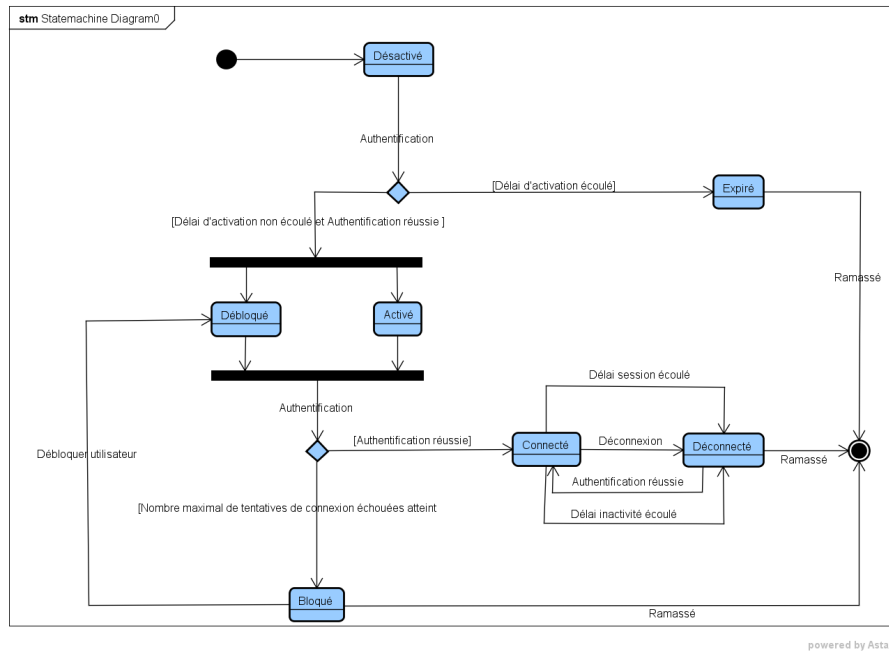 stm Statemachine Diagram0
Désactivé
Authentification
[Délai d'activation écoulé]
Expiré
[Délai d'activation non écoulé et Authentification réussie ]
Ramassé
Débloqué
Activé
Délai session écoulé
Authentification
[Authentification réussie]
Connecté
Déconnexion
Déconnecté
Débloquer utilisateur
Ramassé
Authentification réussie
[Nombre maximal de tentatives de connexion échouées atteint
Délai inactivité écoulé
Bloqué
Ramassé
powered by Asta